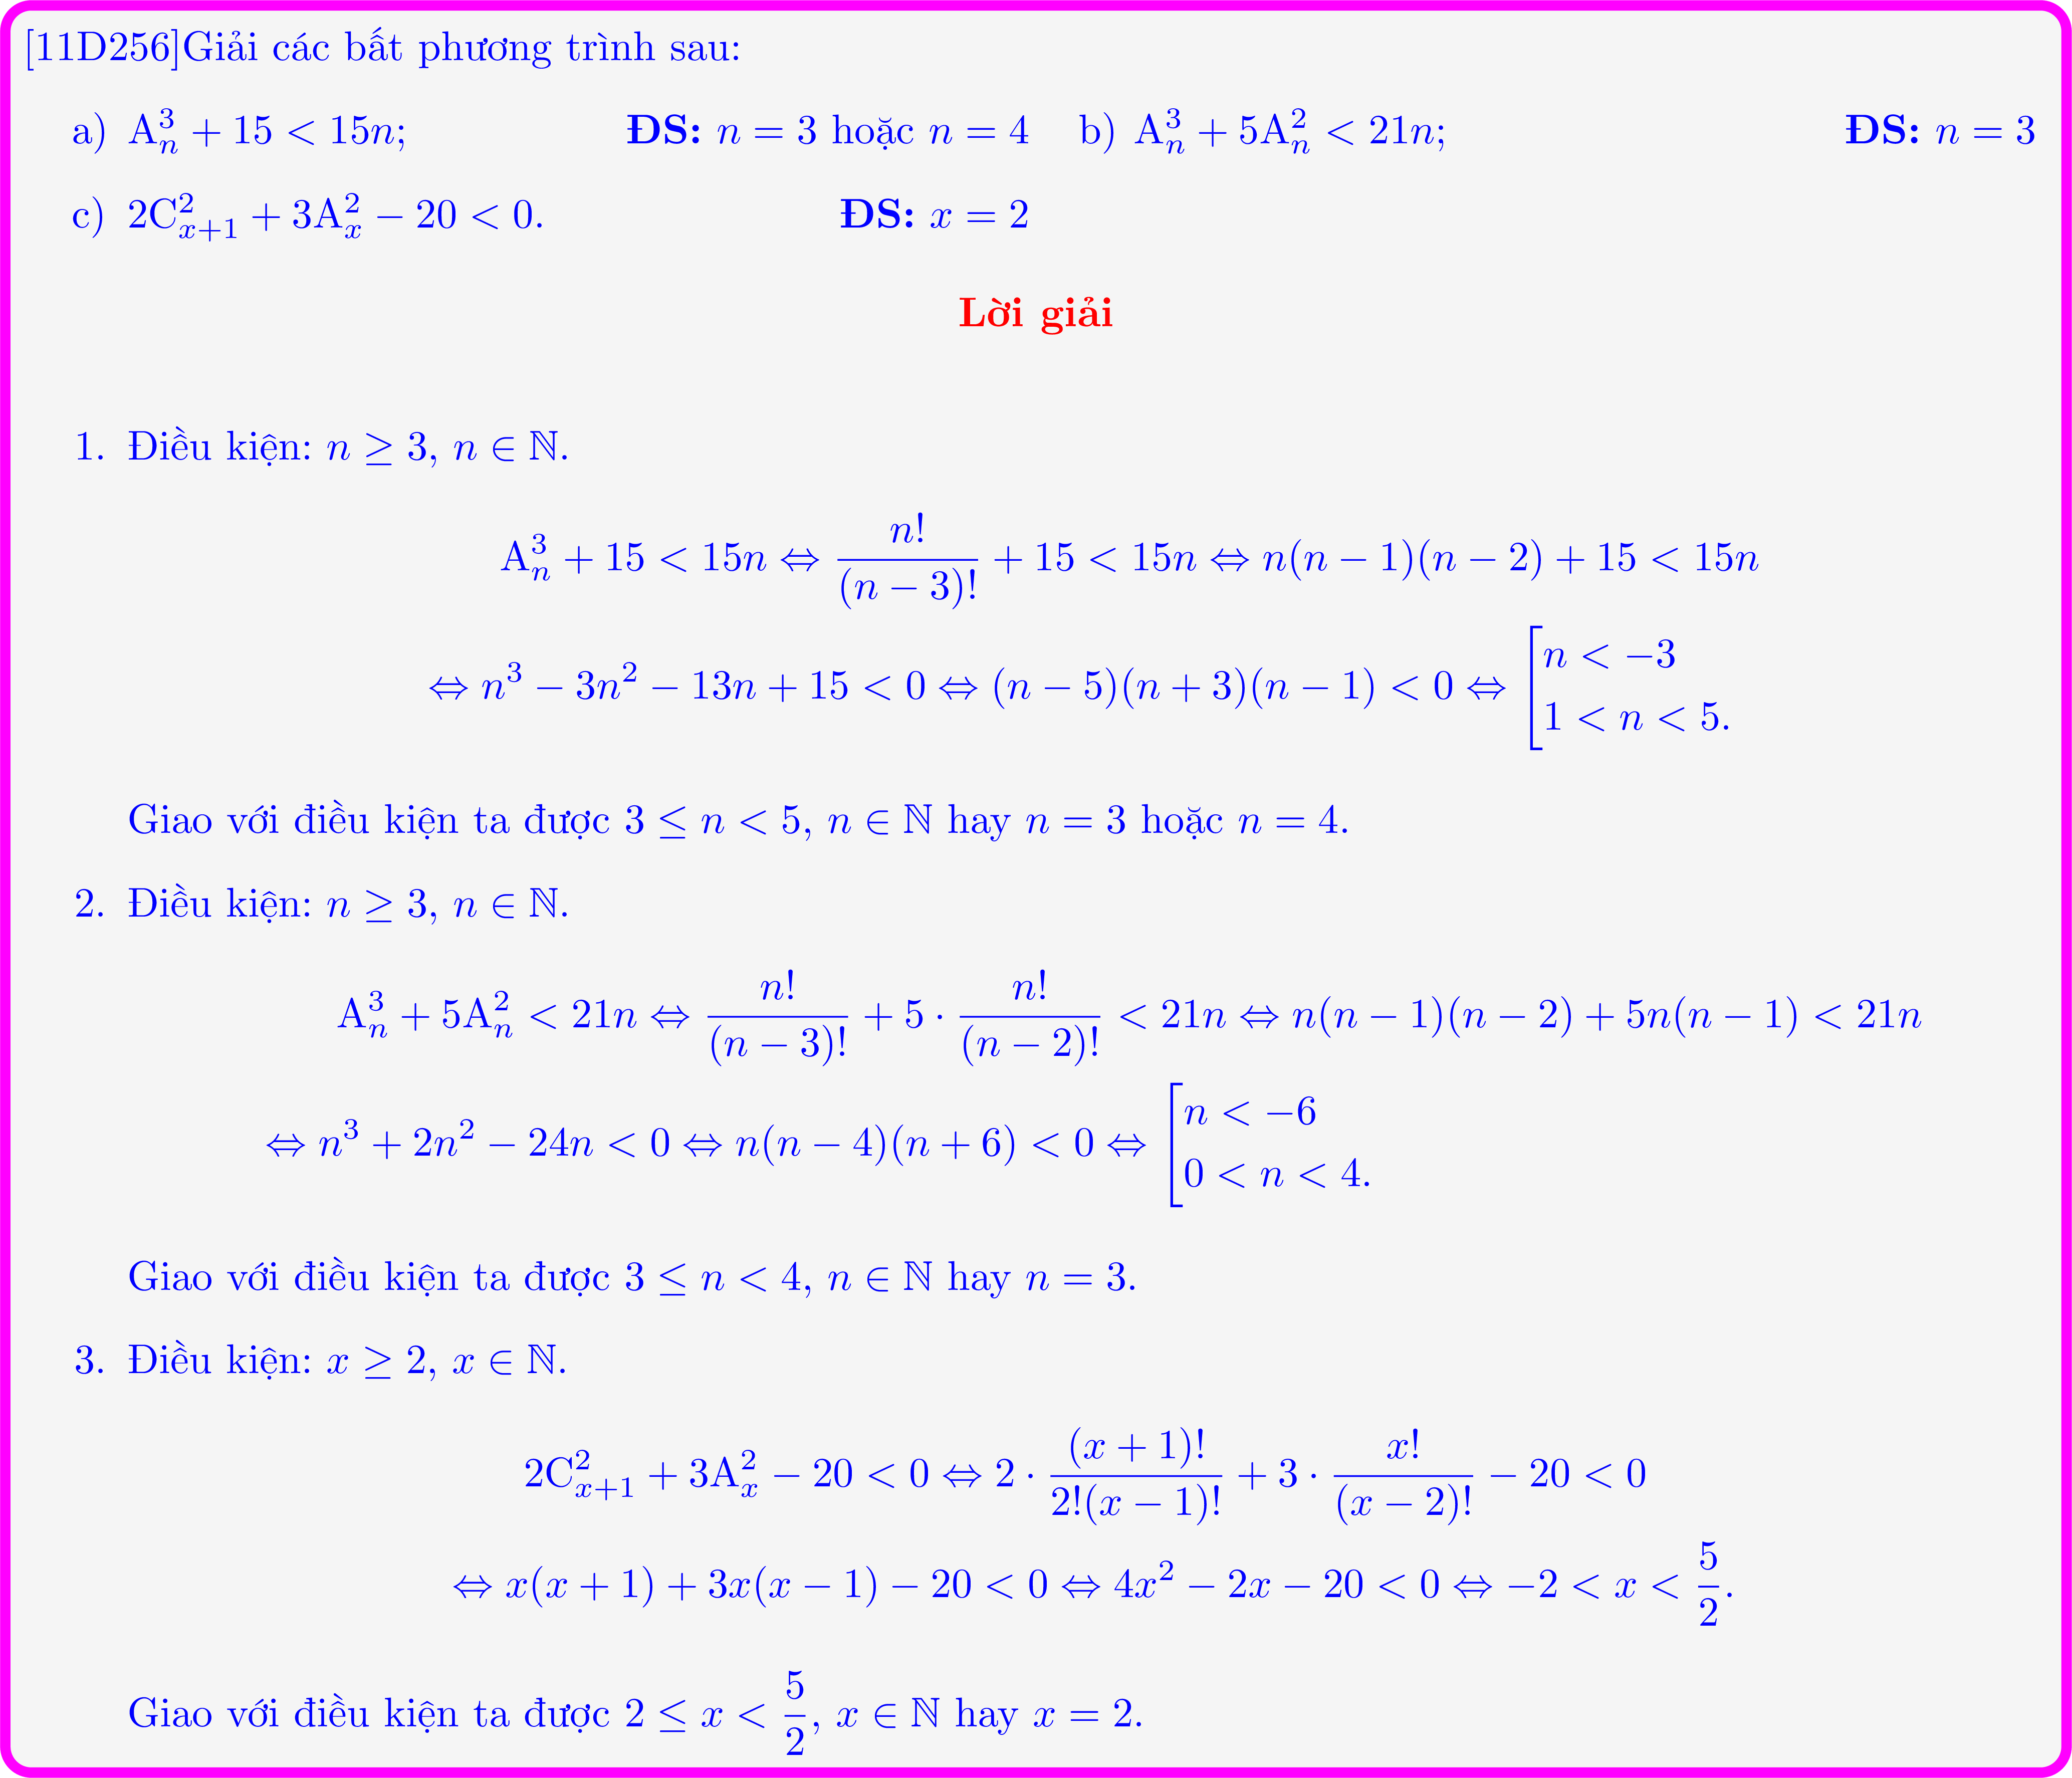 [11D256]Giải các bất phương trình sau:
a) $\mathrm{A}_n^3 + 15 < 15n$; ĐS: $n = 3$ hoặc $n = 4$ b) $\mathrm{A}_n^3 + 5\mathrm{A}_n^2 < 21n$; ĐS: $n = 3$
c) $2\mathrm{C}_{x+1}^2 + 3\mathrm{A}_x^2 - 20 < 0$. ĐS: $x = 2$
Lời giải
1. Điều kiện: $n \geq 3$, $n \in \mathbb{N}$.
$\mathrm{A}_n^3 + 15 < 15n \Leftrightarrow \dfrac{n!}{(n-3)!} + 15 < 15n \Leftrightarrow n(n-1)(n-2) + 15 < 15n$
$\Leftrightarrow n^3 - 3n^2 - 13n + 15 < 0 \Leftrightarrow (n-5)(n+3)(n-1) < 0 \Leftrightarrow \left[\begin{array}{l} n < -3 \\ 1 < n < 5. \end{array}\right.$
Giao với điều kiện ta được $3 \leq n < 5$, $n \in \mathbb{N}$ hay $n = 3$ hoặc $n = 4$.
2. Điều kiện: $n \geq 3$, $n \in \mathbb{N}$.
$\mathrm{A}_n^3 + 5\mathrm{A}_n^2 < 21n \Leftrightarrow \dfrac{n!}{(n-3)!} + 5 \cdot \dfrac{n!}{(n-2)!} < 21n \Leftrightarrow n(n-1)(n-2) + 5n(n-1) < 21n$
$\Leftrightarrow n^3 + 2n^2 - 24n < 0 \Leftrightarrow n(n-4)(n+6) < 0 \Leftrightarrow \left[\begin{array}{l} n < -6 \\ 0 < n < 4. \end{array}\right.$
Giao với điều kiện ta được $3 \leq n < 4$, $n \in \mathbb{N}$ hay $n = 3$.
3. Điều kiện: $x \geq 2$, $x \in \mathbb{N}$.
$2\mathrm{C}_{x+1}^2 + 3\mathrm{A}_x^2 - 20 < 0 \Leftrightarrow 2 \cdot \dfrac{(x+1)!}{2!(x-1)!} + 3 \cdot \dfrac{x!}{(x-2)!} - 20 < 0$
$\Leftrightarrow x(x+1) + 3x(x-1) - 20 < 0 \Leftrightarrow 4x^2 - 2x - 20 < 0 \Leftrightarrow -2 < x < \dfrac{5}{2}.$
Giao với điều kiện ta được $2 \leq x < \dfrac{5}{2}$, $x \in \mathbb{N}$ hay $x = 2$.